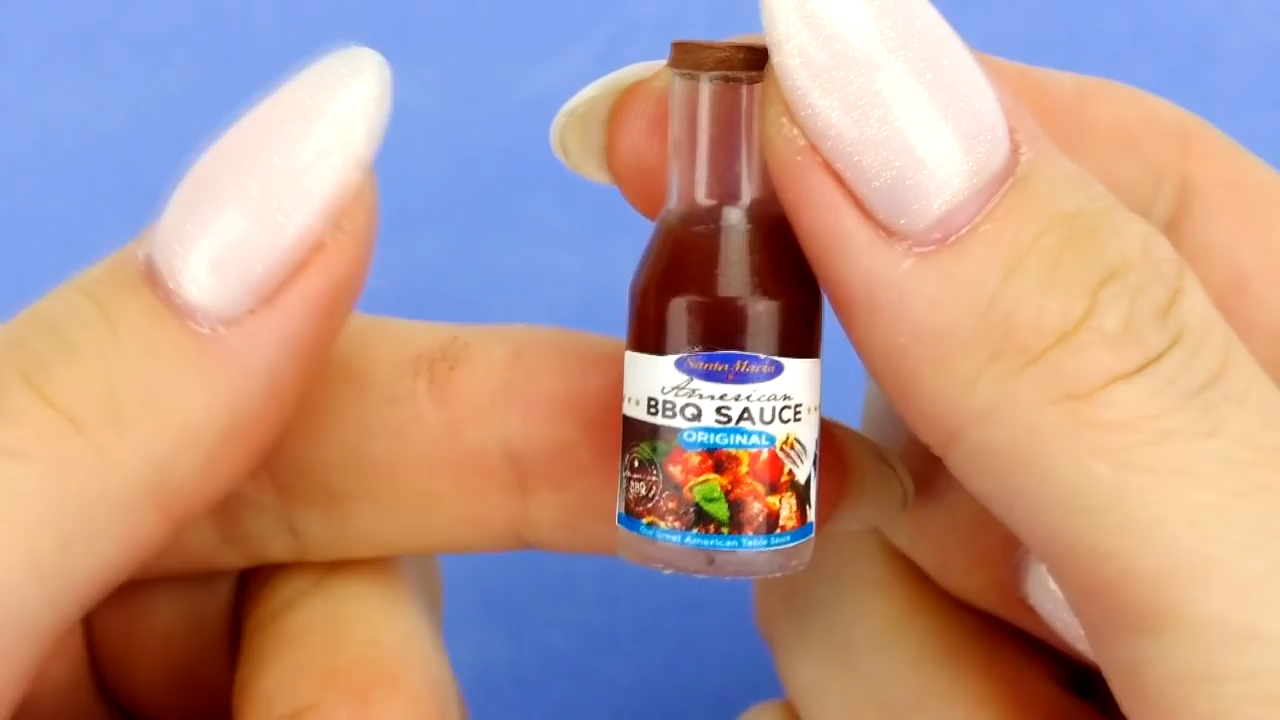 Santa Maria
American
BBQ SAUCE
ORIGINAL
BBQ
Our Great American Table Sauce